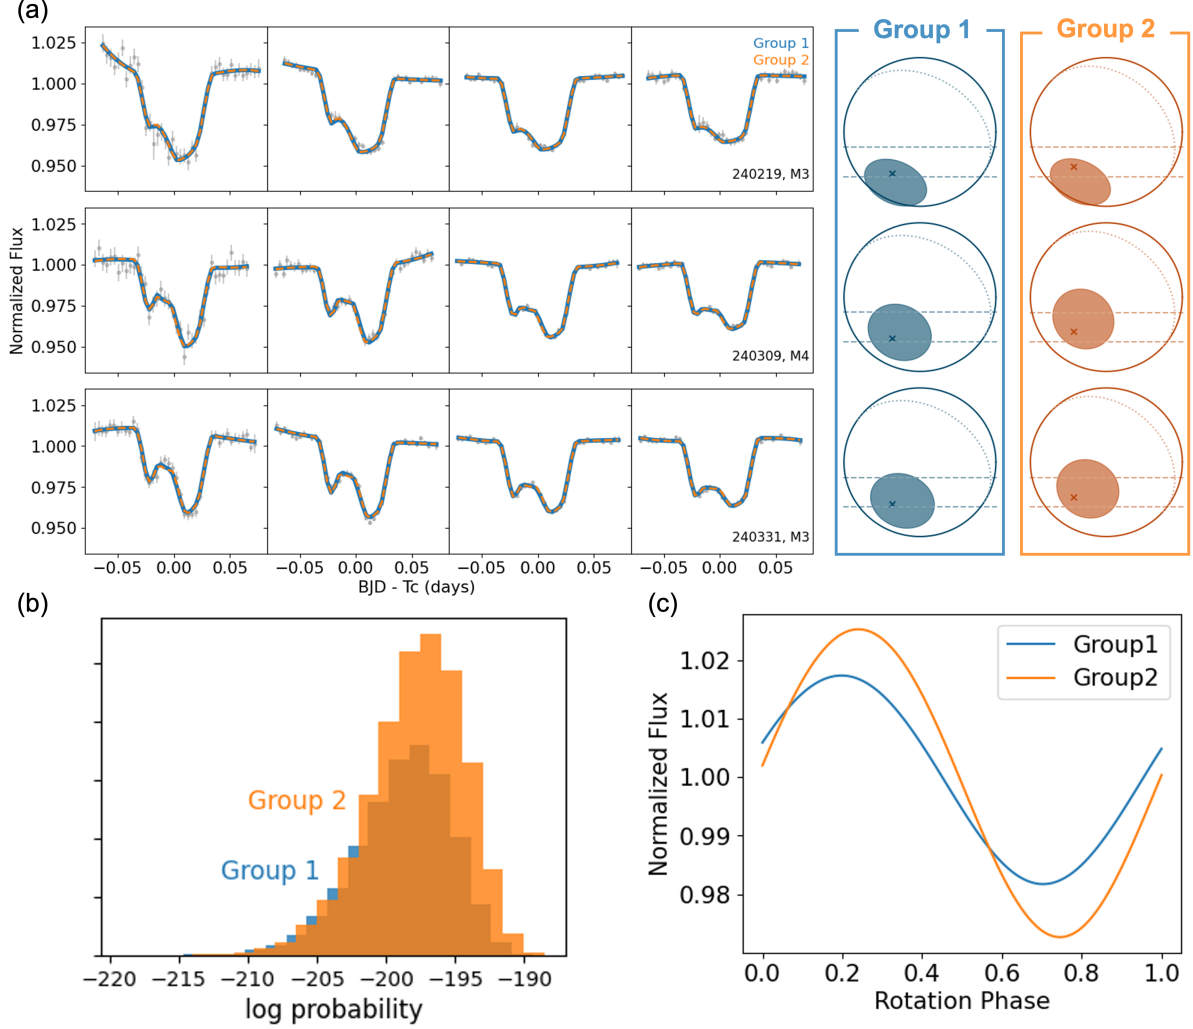 (a)
Group 1
Group 2
1.025
1.000
0.975
0.950
Group 1
Group 2
240219, M3
1.025
1.000
0.975
0.950
240309, M4
1.025
1.000
0.975
0.950
240331, M3
Normalized Flux
−0.05 0.00 0.05 −0.05 0.00 0.05 −0.05 0.00 0.05 −0.05 0.00 0.05
BJD - Tc (days)
(b)
Group 2
Group 1
−220 −215 −210 −205 −200 −195 −190
log probability
(c)
Group1
Group2
1.02
1.01
1.00
0.99
0.98
Normalized Flux
0.0 0.2 0.4 0.6 0.8 1.0
Rotation Phase